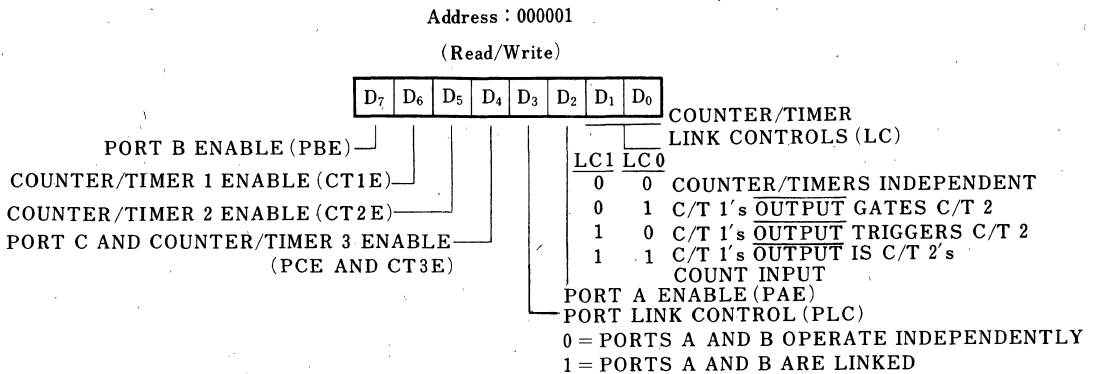 Address : 000001
(Read/Write)
D7 D6 D5 D4 D3 D2 D1 D0
COUNTER/TIMER
LINK CONTROLS (LC)
PORT B ENABLE (PBE)
COUNTER/TIMER 1 ENABLE (CT1E)
COUNTER/TIMER 2 ENABLE (CT2E)
PORT C AND COUNTER/TIMER 3 ENABLE
(PCE AND CT3E)
LC1 LC0
0 0 COUNTER/TIMERS INDEPENDENT
0 1 C/T 1's OUTPUT GATES C/T 2
1 0 C/T 1's OUTPUT TRIGGERS C/T 2
1 1 C/T 1's OUTPUT IS C/T 2's
COUNT INPUT
PORT A ENABLE (PAE)
PORT LINK CONTROL (PLC)
0 = PORTS A AND B OPERATE INDEPENDENTLY
1 = PORTS A AND B ARE LINKED